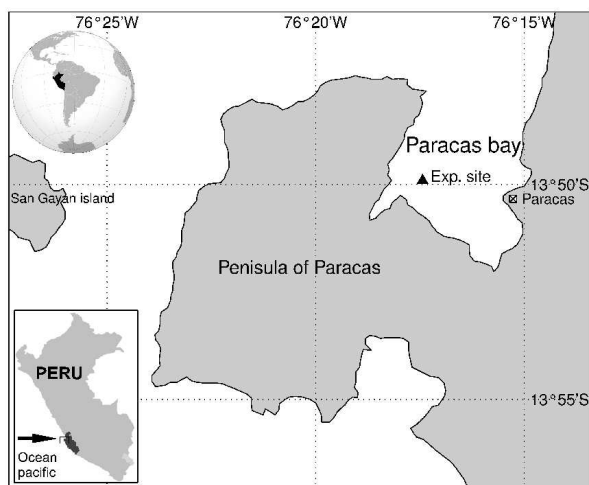 76°25'W
76°20'W
76°15'W
Paracas bay
Exp. site
13°50'S
San Gayan island
Paracas
Penisula of Paracas
PERU
13°55'S
Ocean
pacific